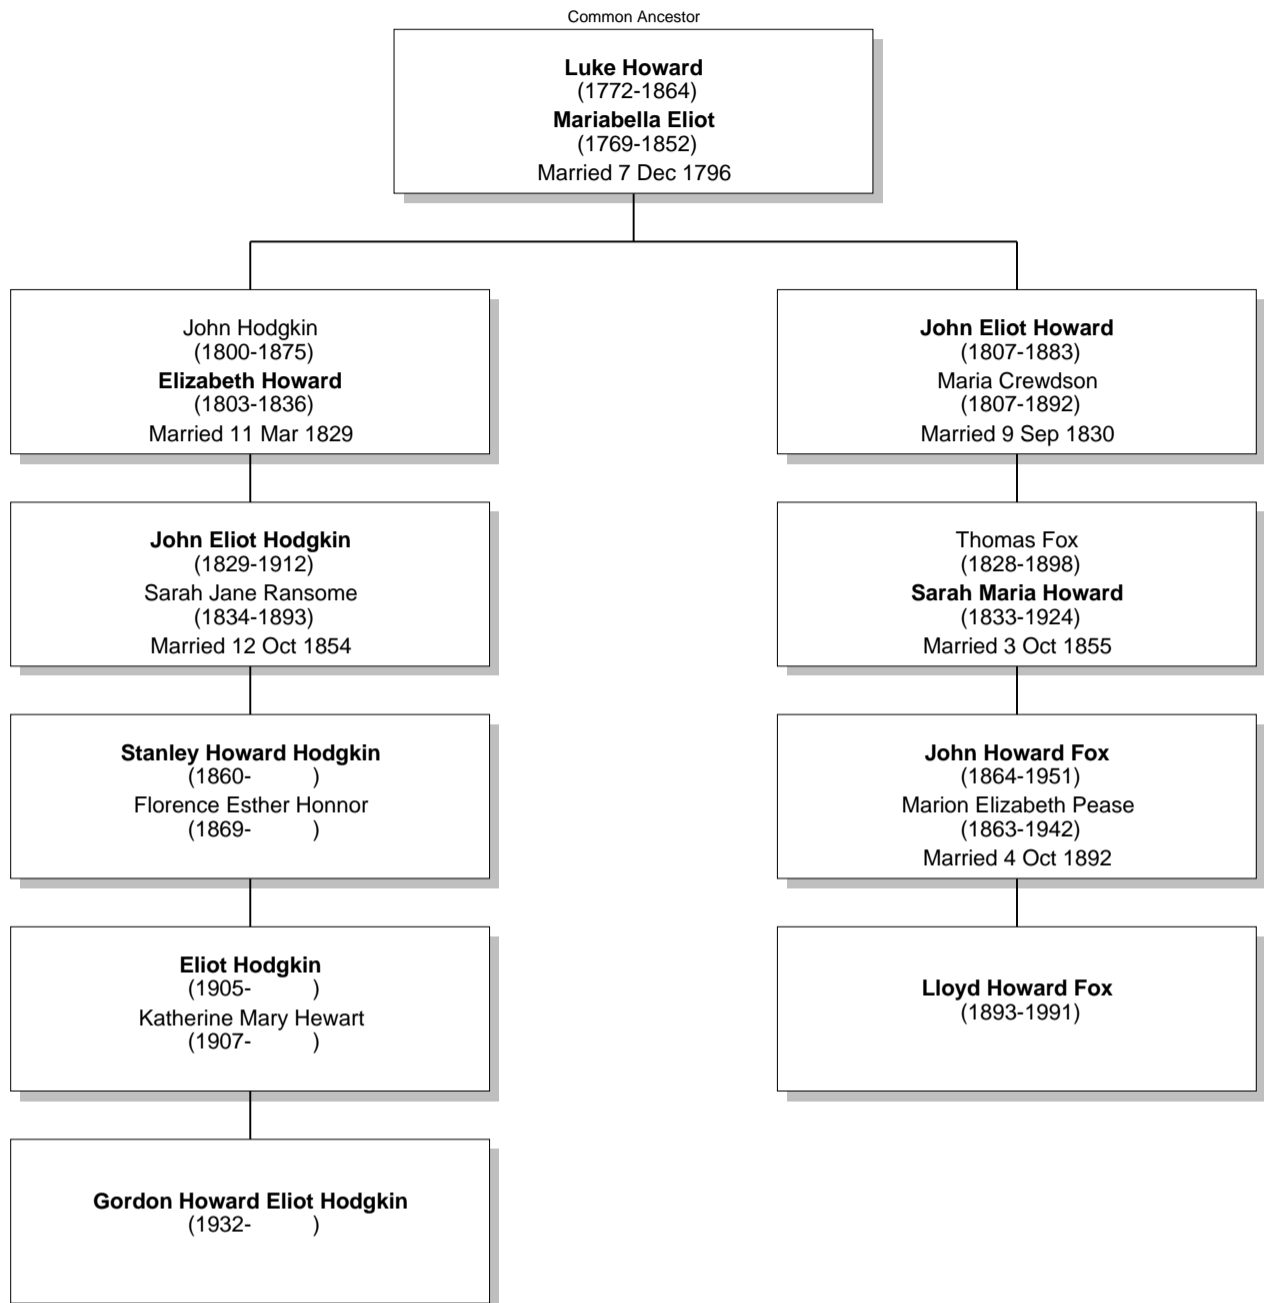 Common Ancestor
Luke Howard
(1772-1864)
Mariabella Eliot
(1769-1852)
Married 7 Dec 1796
John Hodgkin
(1800-1875)
Elizabeth Howard
(1803-1836)
Married 11 Mar 1829
John Eliot Howard
(1807-1883)
Maria Crewdson
(1807-1892)
Married 9 Sep 1830
John Eliot Hodgkin
(1829-1912)
Sarah Jane Ransome
(1834-1893)
Married 12 Oct 1854
Thomas Fox
(1828-1898)
Sarah Maria Howard
(1833-1924)
Married 3 Oct 1855
Stanley Howard Hodgkin
(1860- )
Florence Esther Honnor
(1869- )
John Howard Fox
(1864-1951)
Marion Elizabeth Pease
(1863-1942)
Married 4 Oct 1892
Eliot Hodgkin
(1905- )
Katherine Mary Hewart
(1907- )
Lloyd Howard Fox
(1893-1991)
Gordon Howard Eliot Hodgkin
(1932- )